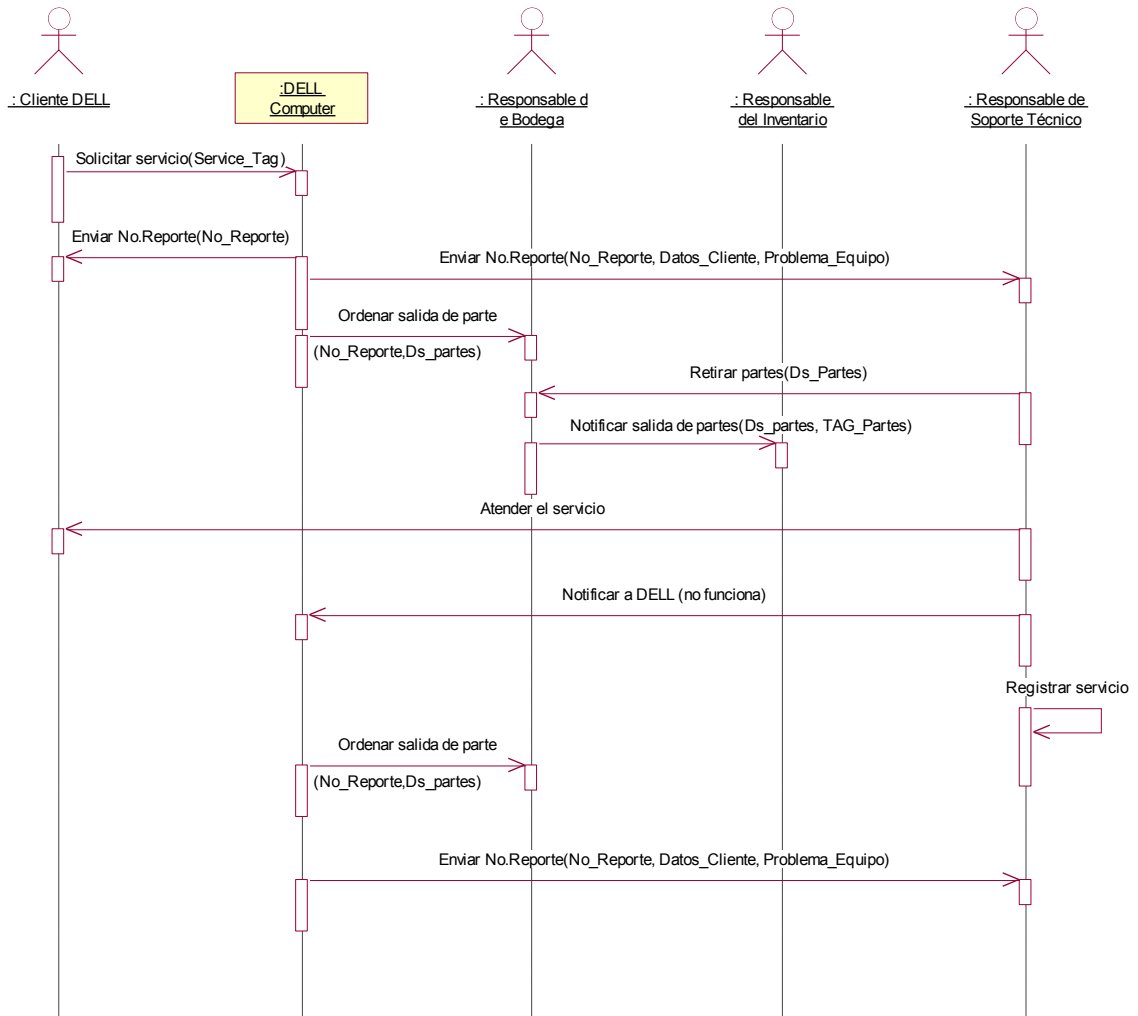 : Cliente DELL
:DELL
Computer
: Responsable d
e Bodega
: Responsable
del Inventario
: Responsable de
Soporte Técnico
Solicitar servicio(Service_Tag)
Enviar No.Reporte(No_Reporte)
Enviar No.Reporte(No_Reporte, Datos_Cliente, Problema_Equipo)
Ordenar salida de parte
(No_Reporte,Ds_partes)
Retirar partes(Ds_Partes)
Notificar salida de partes(Ds_partes, TAG_Partes)
Atender el servicio
Notificar a DELL (no funciona)
Registrar servicio
Ordenar salida de parte
(No_Reporte,Ds_partes)
Enviar No.Reporte(No_Reporte, Datos_Cliente, Problema_Equipo)